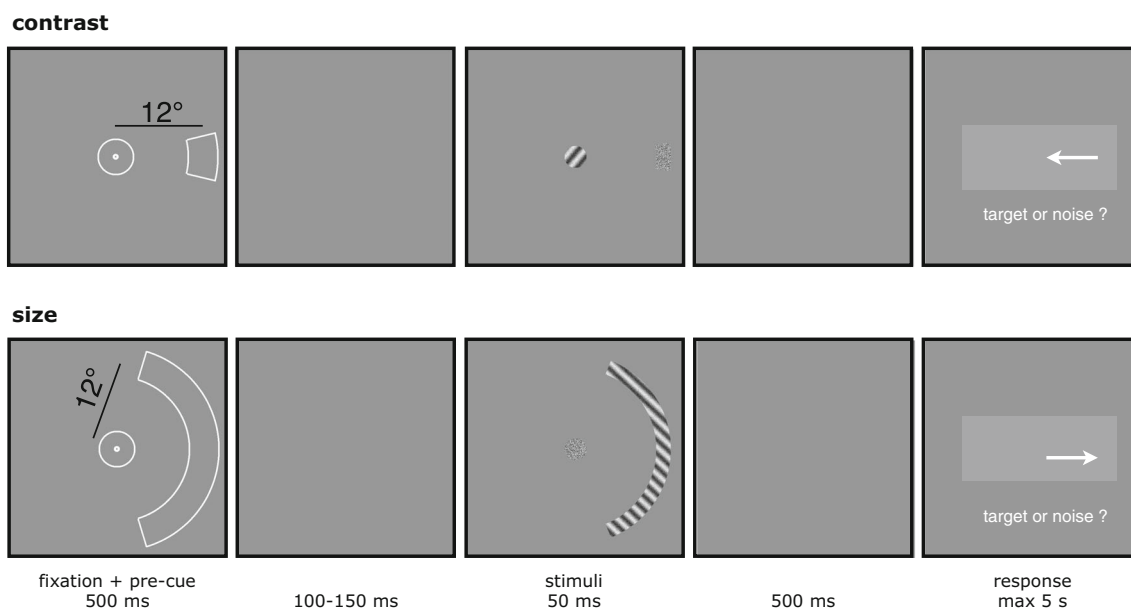 contrast
12°
target or noise ?
size
12°
target or noise ?
fixation + pre-cue
500 ms
100-150 ms
stimuli
50 ms
500 ms
response
max 5 s